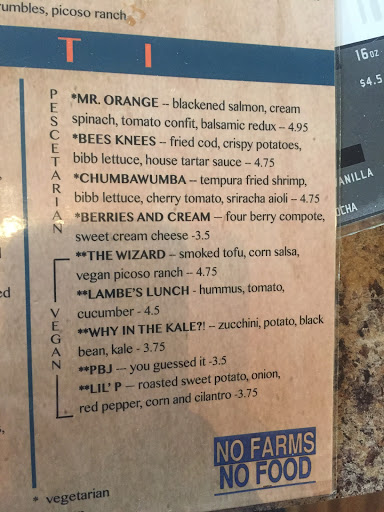 rumbles, picoso ranch
T I
16 oz
$4.5
PESCETARIAN
*MR. ORANGE – blackened salmon, cream
spinach, tomato confit, balsamic redux – 4.95
*BEES KNEES – fried cod, crispy potatoes,
bibb lettuce, house tartar sauce – 4.75
*CHUMBAWUMBA – tempura fried shrimp,
bibb lettuce, cherry tomato, sriracha aioli – 4.75
*BERRIES AND CREAM – four berry compote,
sweet cream cheese -3.5
VEGAN
**THE WIZARD – smoked tofu, corn salsa,
vegan picoso ranch – 4.75
**LAMBE'S LUNCH - hummus, tomato,
cucumber - 4.5
**WHY IN THE KALE?! – zucchini, potato, black
bean, kale - 3.75
**PBJ –- you guessed it -3.5
**LIL' P – roasted sweet potato, onion,
red pepper, corn and cilantro -3.75
ANILLA
OCHA
ed
NO FARMS
NO FOOD
* vegetarian
** vegan